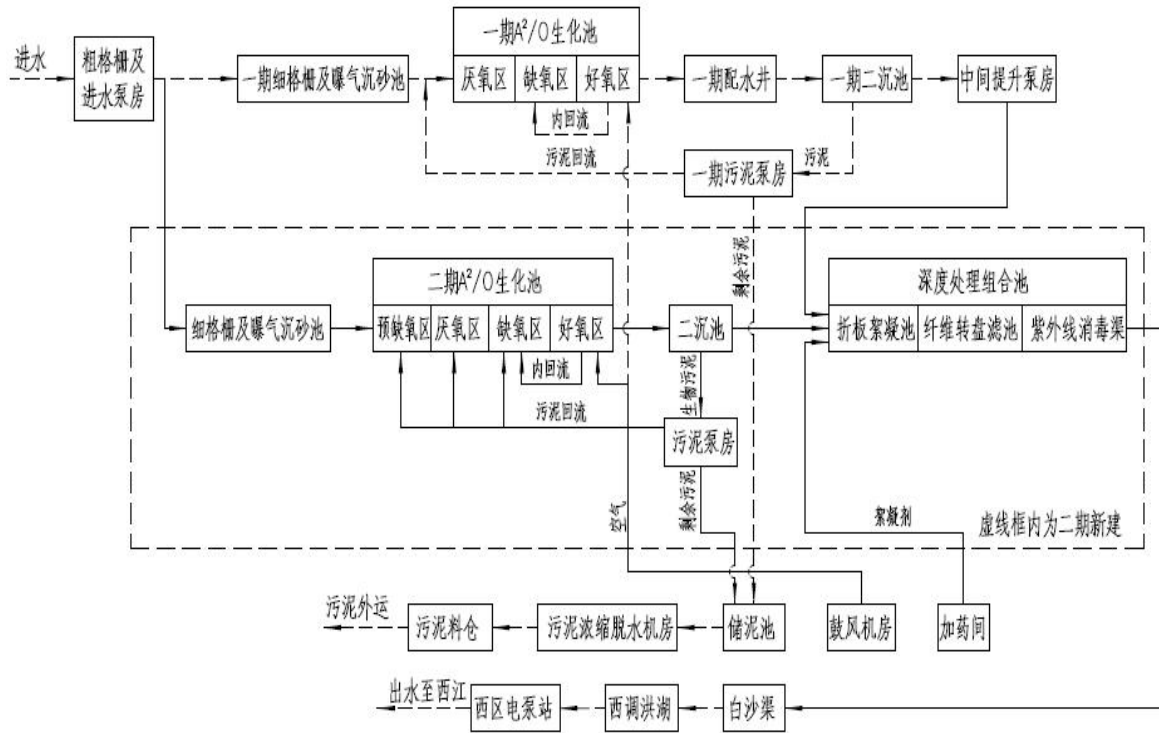 进水
粗格栅及
进水泵房
一期细格栅及曝气沉砂池
一期A²/O生化池
厌氧区
缺氧区
好氧区
内回流
一期配水井
一期二沉池
中间提升泵房
污泥回流
一期污泥泵房
污泥
剩余污泥
细格栅及曝气沉砂池
二期A²/O生化池
预缺氧区
厌氧区
缺氧区
好氧区
内回流
污泥回流
二沉池
生物污泥
污泥泵房
剩余污泥
空气
深度处理组合池
折板絮凝池
纤维转盘滤池
紫外线消毒渠
絮凝剂
虚线框内为二期新建
污泥外运
污泥料仓
污泥浓缩脱水机房
储泥池
鼓风机房
加药间
出水至西江
西区电泵站
西调洪湖
白沙渠